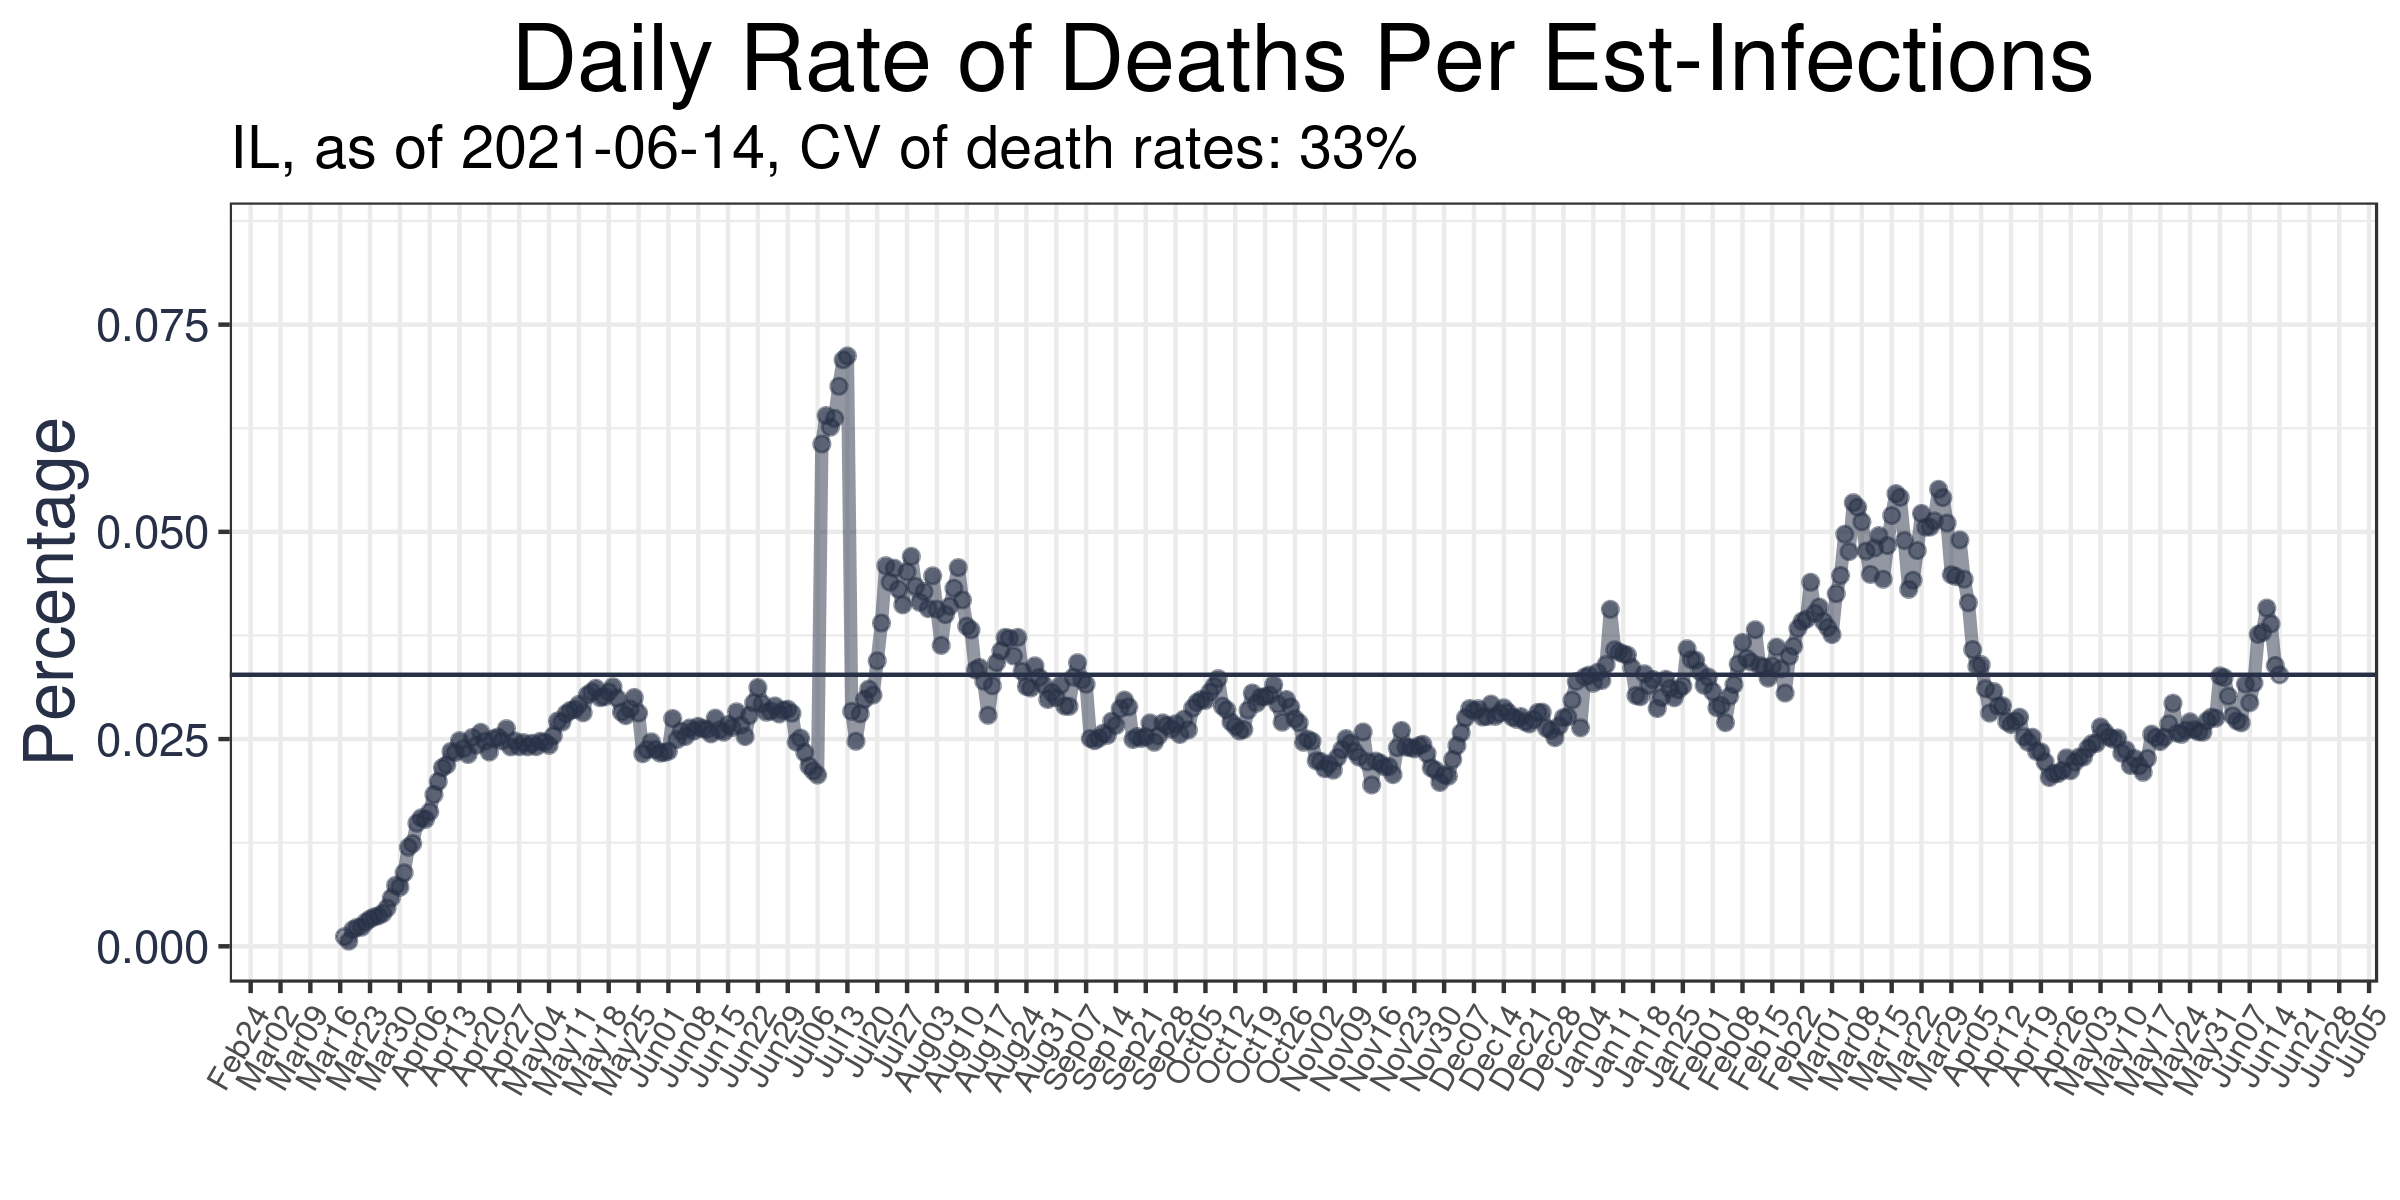 Daily Rate of Deaths Per Est-Infections
IL, as of 2021-06-14, CV of death rates: 33%
Percentage
0.075
0.050
0.025
0.000
Feb24
Mar02
Mar09
Mar16
Mar23
Mar30
Apr06
Apr13
Apr20
Apr27
May04
May11
May18
May25
Jun01
Jun08
Jun15
Jun22
Jun29
Jul06
Jul13
Jul20
Jul27
Aug03
Aug10
Aug17
Aug24
Aug31
Sep07
Sep14
Sep21
Sep28
Oct05
Oct12
Oct19
Oct26
Nov02
Nov09
Nov16
Nov23
Nov30
Dec07
Dec14
Dec21
Dec28
Jan04
Jan11
Jan18
Jan25
Feb01
Feb08
Feb15
Feb22
Mar01
Mar08
Mar15
Mar22
Mar29
Apr05
Apr12
Apr19
Apr26
May03
May10
May17
May24
May31
Jun07
Jun14
Jun21
Jun28
Jul05